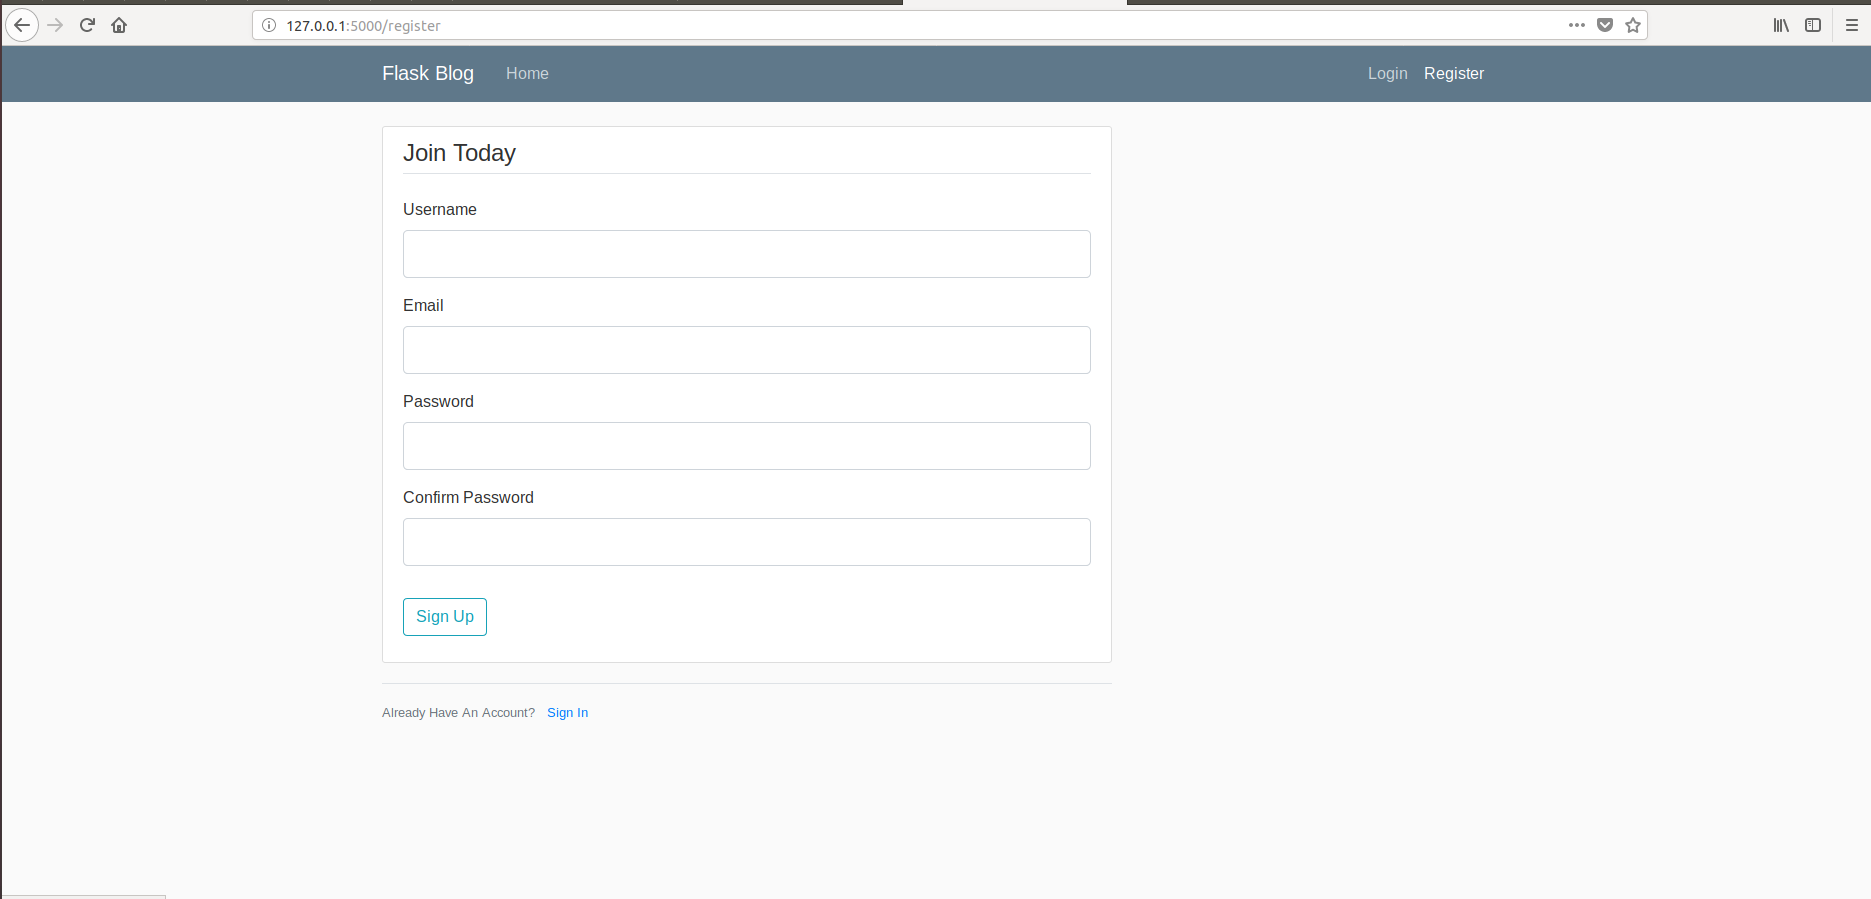 127.0.0.1:5000/register
Flask Blog Home Login Register
Join Today
Username
Email
Password
Confirm Password
Sign Up
Already Have An Account? Sign In